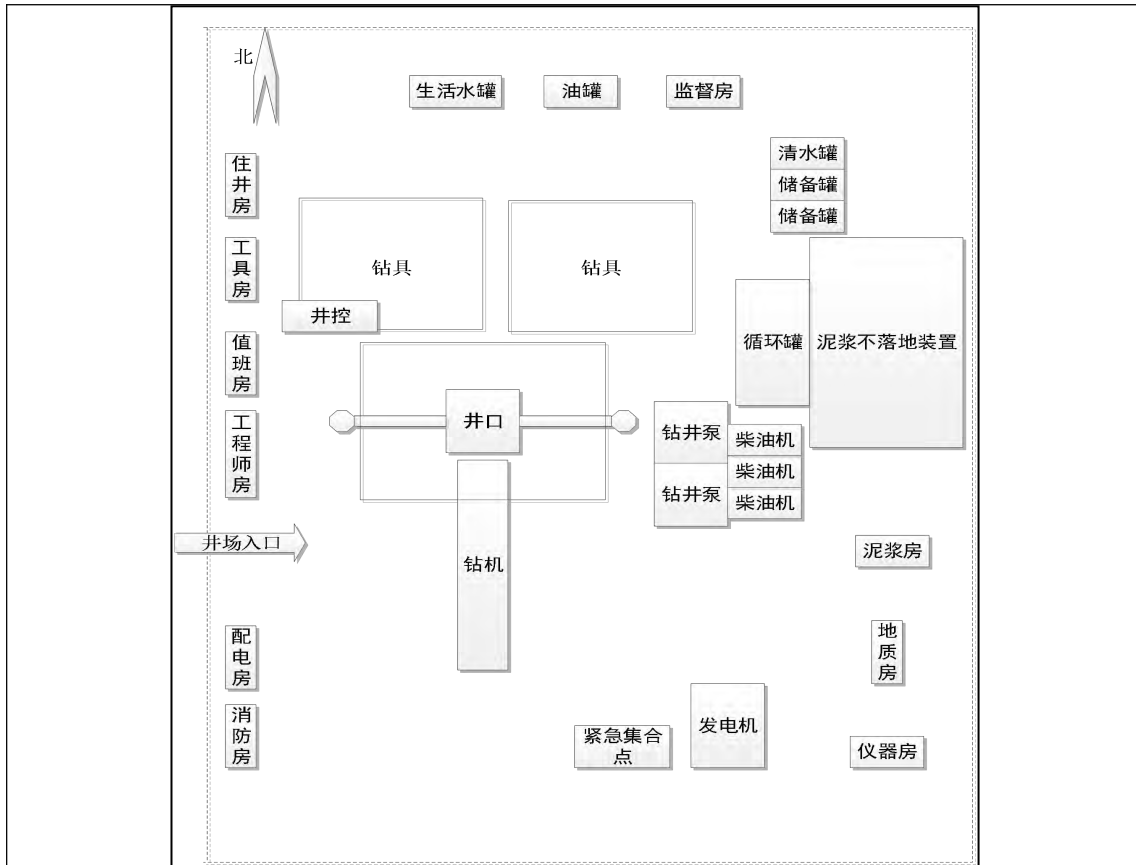 北
生活水罐
油罐
监督房
清水罐
储备罐
储备罐
住井房
钻具
钻具
工具房
井控
循环罐
泥浆不落地装置
值班房
井口
钻井泵
柴油机
柴油机
柴油机
钻井泵
工程师房
井场入口
钻机
泥浆房
配电房
地质房
消防房
紧急集合
点
发电机
仪器房